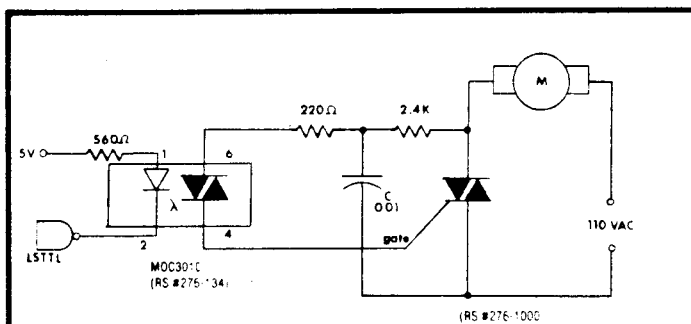 M
220Ω
2.4K
560Ω
5V
1
6
λ
C
0.01
110 VAC
2
4
gate
LSTTL
MOC3010
(RS #276-134)
(RS #276-1000